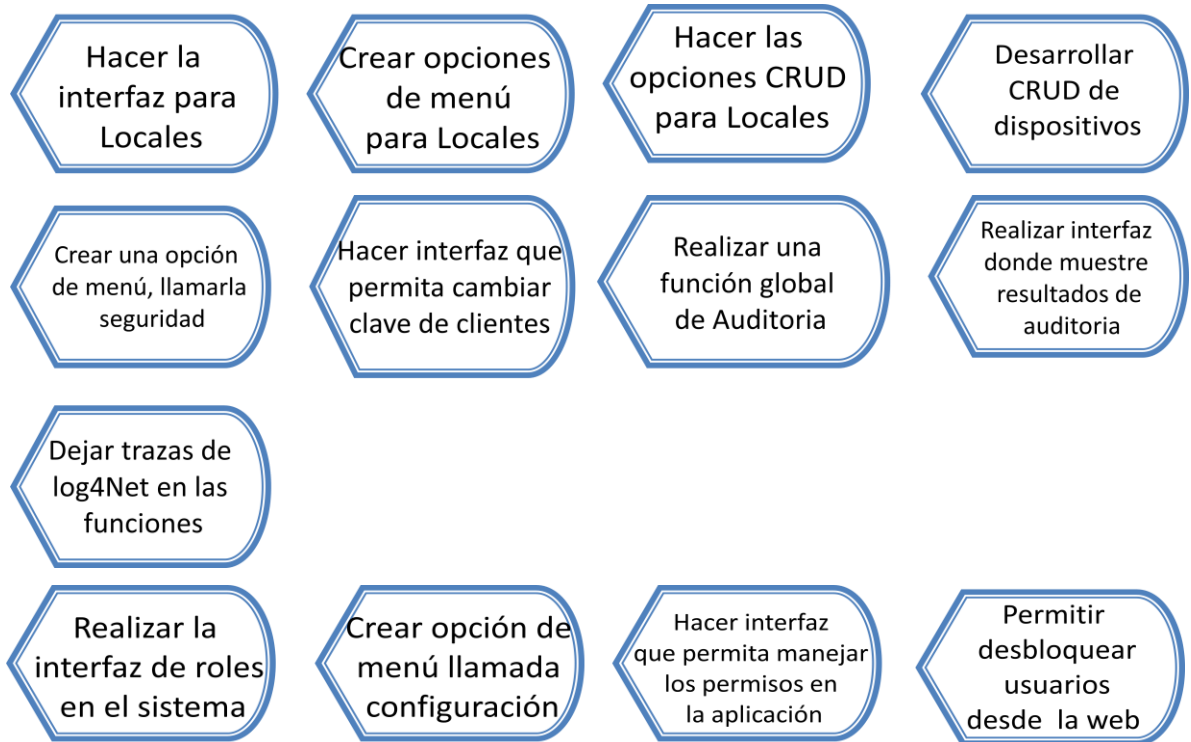 Hacer la
interfaz para
Locales
Crear opciones
de menú
para Locales
Hacer las
opciones CRUD
para Locales
Desarrollar
CRUD de
dispositivos
Crear una opción
de menú, llamarla
seguridad
Hacer interfaz que
permita cambiar
clave de clientes
Realizar una
función global
de Auditoria
Realizar interfaz
donde muestre
resultados de
auditoria
Dejar trazas de
log4Net en las
funciones
Realizar la
interfaz de roles
en el sistema
Crear opción de
menú llamada
configuración
Hacer interfaz
que permita manejar
los permisos en
la aplicación
Permitir
desbloquear
usuarios
desde la web